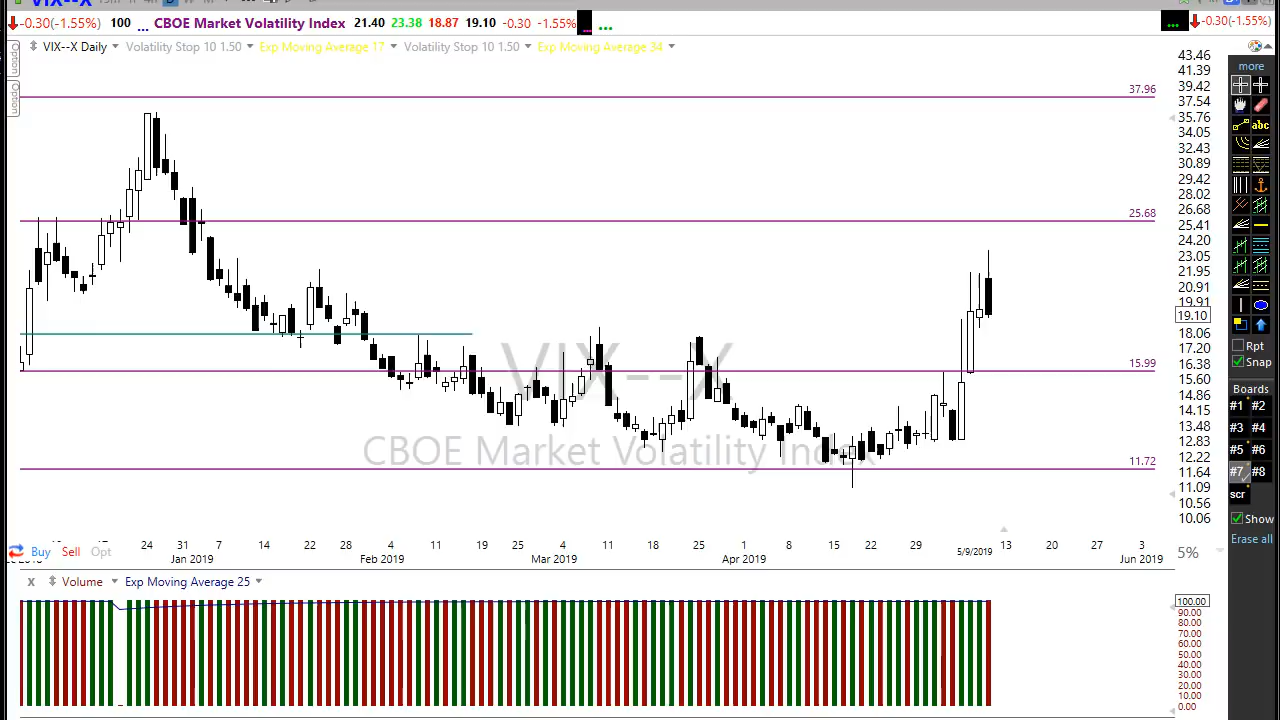 -0.30(-1.55%) 100 ... CBOE Market Volatility Index 21.40 23.38 18.87 19.10 -0.30 -1.55% ... ... ... -0.30(-1.55%)
VIX--X Daily Volatility Stop 10 1.50 Exp Moving Average 17 Volatility Stop 10 1.50 Exp Moving Average 34
Option
Option
37.96
25.68
15.99
11.72
VIX--X
CBOE Market Volatility Index
43.46
41.39
39.42
37.54
35.76
34.05
32.43
30.89
29.42
28.02
26.68
25.41
24.20
23.05
21.95
20.91
19.91
19.10
18.06
17.20
16.38
15.60
14.86
14.15
13.48
12.83
12.22
11.64
11.09
10.56
10.06
more
abc
Rpt
Snap
Boards
#1 #2
#3 #4
#5 #6
#7 #8
scr
Show
Erase all
24 31 7 14 22 28 4 11 19 25 4 11 18 25 1 8 15 22 29 5/9/2019 13 20 27 3
Jan 2019 Feb 2019 Mar 2019 Apr 2019 Jun 2019
Buy Sell Opt
5%
X Volume Exp Moving Average 25
100.00
90.00
80.00
70.00
60.00
50.00
40.00
30.00
20.00
10.00
0.00